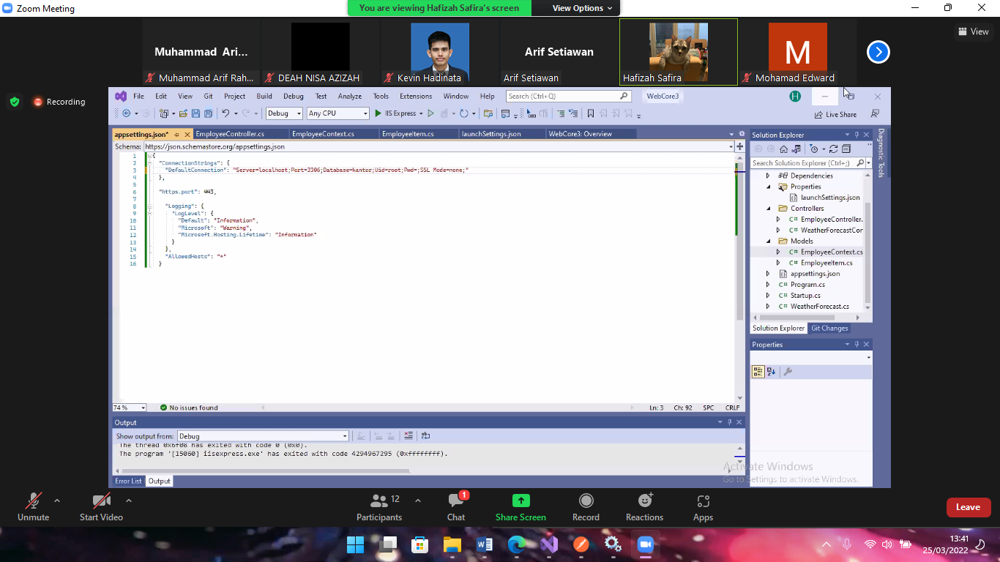 Zoom Meeting
You are viewing Hafizah Safira's screen
View Options
Muhammad Ari...
Muhammad Arif Rah...
DEAH NISA AZIZAH
Kevin Hadinata
Arif Setiawan
Arif Setiawan
Hafizah Safira
M
Mohamad Edward
View
Recording
File Edit View Git Project Build Debug Test Analyze Tools Extensions Window Help Search (Ctrl+Q) WebCore3 H
Debug Any CPU IIS Express Live Share
appsettings.json* EmployeeController.cs EmployeeContext.cs EmployeeItem.cs launchSettings.json WebCore3: Overview
Schema: https://json.schemastore.org/appsettings.json
1 {
2 "ConnectionStrings": {
3 "DefaultConnection": "Server=localhost;Port=3306;Database=kantor;Uid=root;Pwd=;SSL Mode=none;"
4 },
5
6 "https.port": 443,
7
8 "Logging": {
9 "LogLevel": {
10 "Default": "Information",
11 "Microsoft": "Warning",
12 "Microsoft.Hosting.Lifetime": "Information"
13 }
14 },
15 "AllowedHosts": "*"
16 }
74 % No issues found Ln: 3 Ch: 92 SPC CRLF
Output
Show output from: Debug
The thread 0x6f08 has exited with code 0 (0x0).
The program '[15060] iisexpress.exe' has exited with code 4294967295 (0xffffffff).
Error List Output
Solution Explorer
Search Solution Explorer (Ctrl+;)
Dependencies
Properties
launchSettings.json
Controllers
C# EmployeeController.
C# WeatherForecastCor
Models
C# EmployeeContext.cs
C# EmployeeItem.cs
appsettings.json
C# Program.cs
C# Startup.cs
C# WeatherForecast.cs
Solution Explorer Git Changes
Properties
Diagnostic Tools
Activate Windows
Go to Settings to activate Windows.
Unmute
Start Video
12
Participants
1
Chat
Share Screen
Record
Reactions
Apps
Leave
13:41
25/03/2022